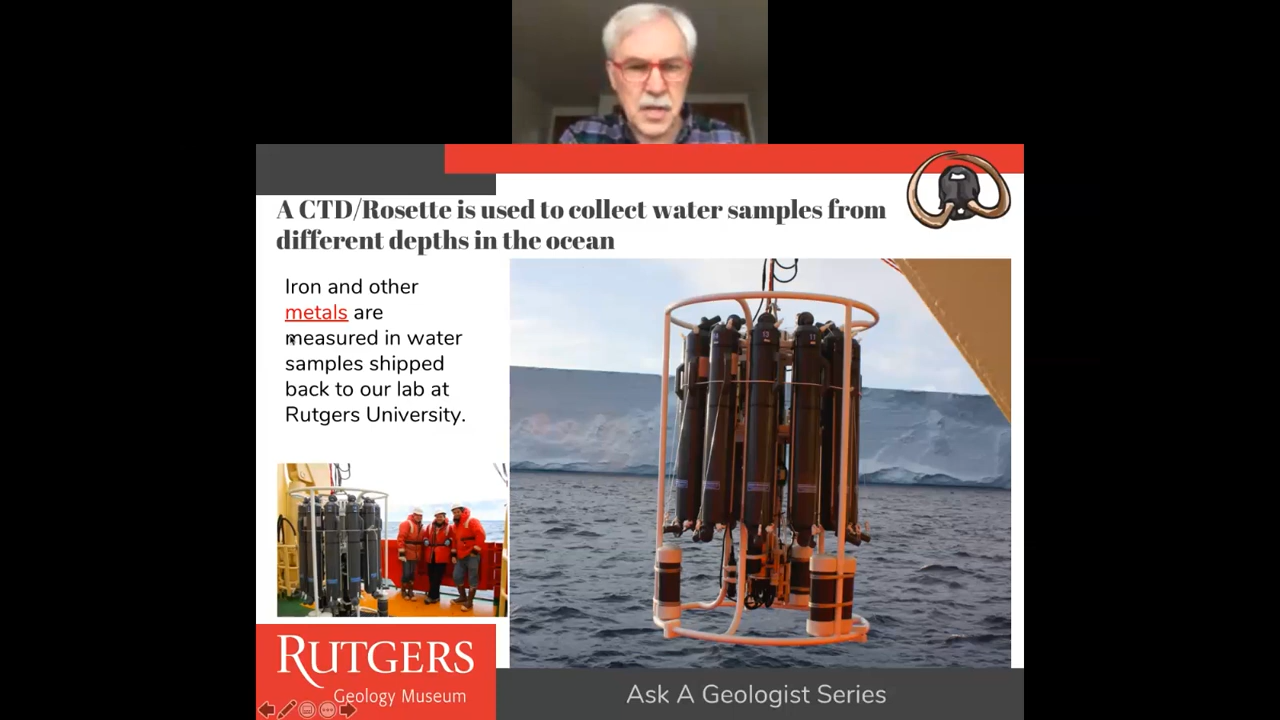 A CTD/Rosette is used to collect water samples from
different depths in the ocean
Iron and other
metals are
measured in water
samples shipped
back to our lab at
Rutgers University.
RUTGERS
Geology Museum
Ask A Geologist Series